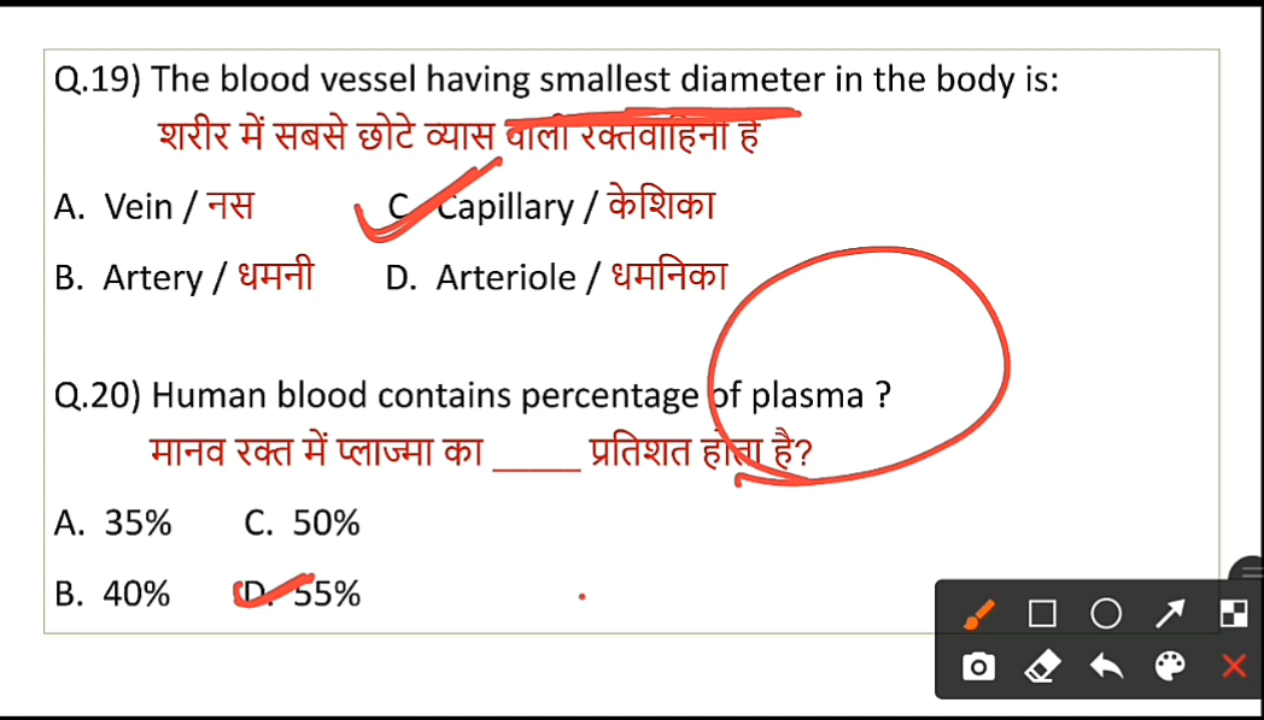 Q.19) The blood vessel having smallest diameter in the body is:
शरीर में सबसे छोटे व्यास वाली रक्तवाहिनी है
A. Vein / नस
C. Capillary / केशिका
B. Artery / धमनी
D. Arteriole / धमनिका
Q.20) Human blood contains percentage of plasma ?
मानव रक्त में प्लाज्मा का _____ प्रतिशत होता है?
A. 35%
C. 50%
B. 40%
D. 55%